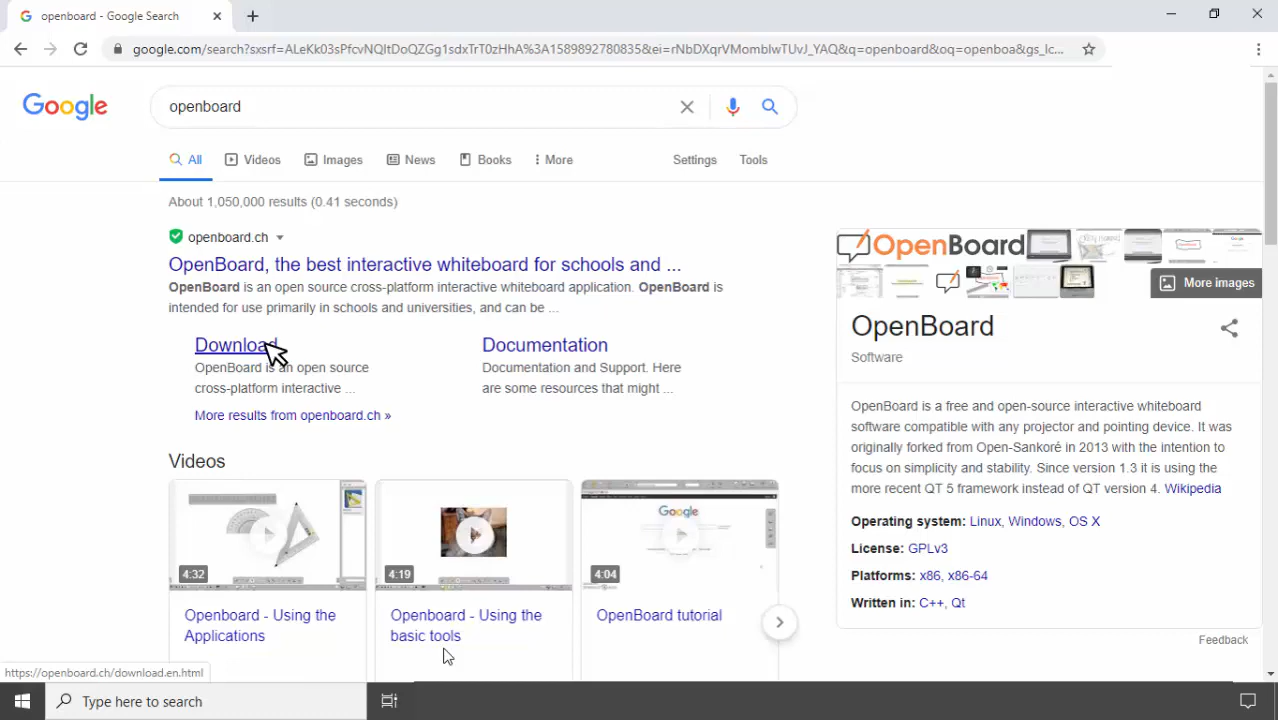 openboard - Google Search
google.com/search?sxsrf=ALeKk03sPfcvNQItDoQZGg1sdxTrT0zHhA%3A1589892780835&ei=rNbDXqrVMomblwTUvJ_YAQ&q=openboard&oq=openboa&gs_lc...
Google
openboard
All Videos Images News Books More Settings Tools
About 1,050,000 results (0.41 seconds)
openboard.ch
OpenBoard, the best interactive whiteboard for schools and ...
OpenBoard is an open source cross-platform interactive whiteboard application. OpenBoard is
intended for use primarily in schools and universities, and can be ...
Download
OpenBoard is an open source
cross-platform interactive ...
Documentation
Documentation and Support. Here
are some resources that might ...
More results from openboard.ch »
Videos
4:32
Openboard - Using the
Applications
4:19
Openboard - Using the
basic tools
Google
4:04
OpenBoard tutorial
OpenBoard
More images
OpenBoard
Software
OpenBoard is a free and open-source interactive whiteboard
software compatible with any projector and pointing device. It was
originally forked from Open-Sankoré in 2013 with the intention to
focus on simplicity and stability. Since version 1.3 it is using the
more recent QT 5 framework instead of QT version 4. Wikipedia
Operating system: Linux, Windows, OS X
License: GPLv3
Platforms: x86, x86-64
Written in: C++, Qt
Feedback
https://openboard.ch/download.en.html
Type here to search